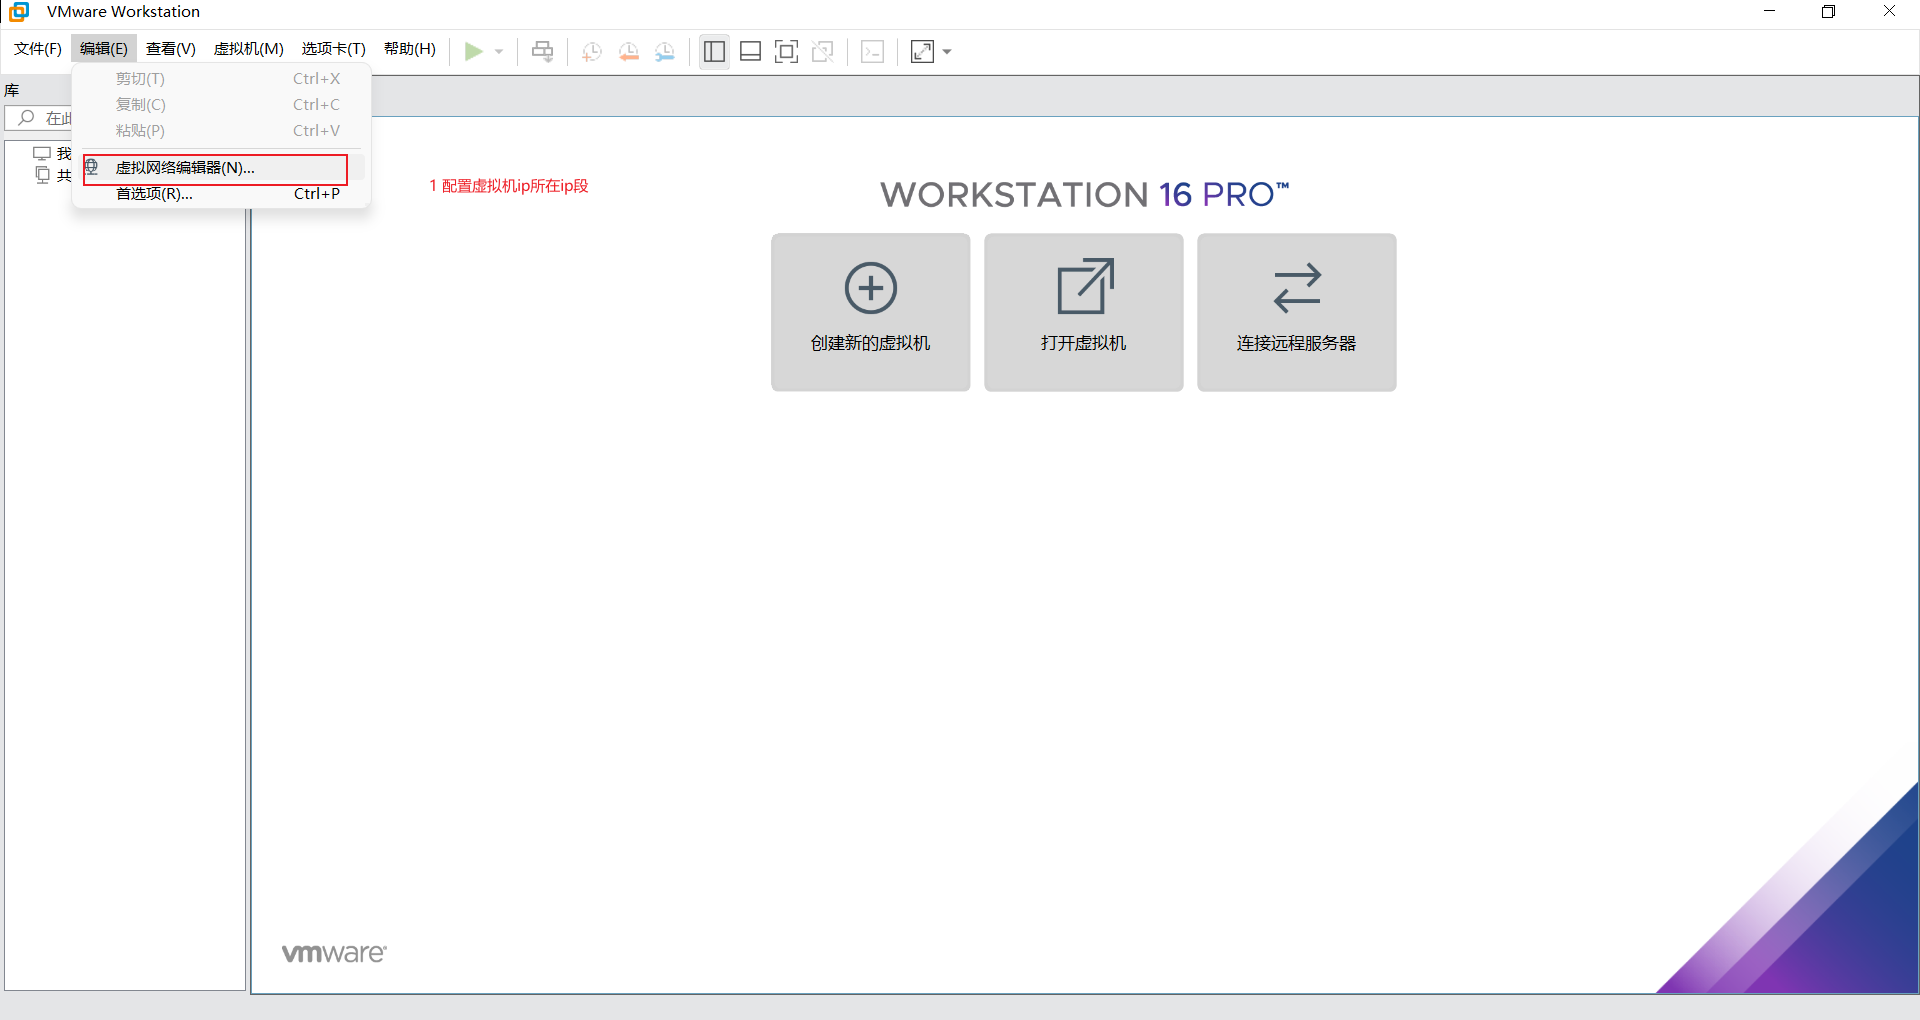 VMware Workstation
文件(F) 编辑(E) 查看(V) 虚拟机(M) 选项卡(T) 帮助(H)
剪切(T) Ctrl+X
复制(C) Ctrl+C
粘贴(P) Ctrl+V
虚拟网络编辑器(N)...
首选项(R)... Ctrl+P
库
在此
我
共
1 配置虚拟机ip所在ip段
WORKSTATION 16 PRO™
创建新的虚拟机
打开虚拟机
连接远程服务器
vmware®